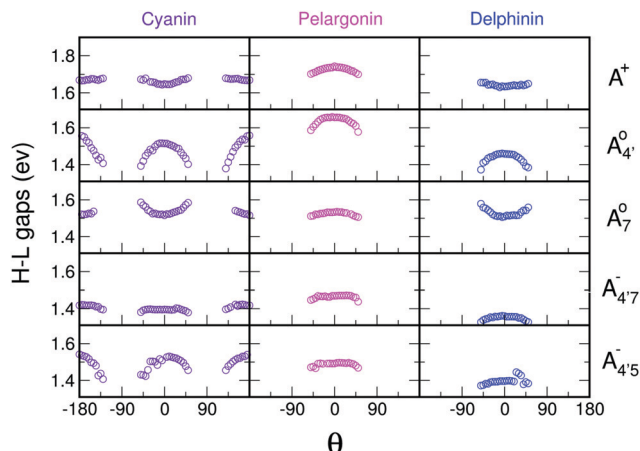 Cyanin Pelargonin Delphinin
H-L gaps (ev)
1.8
1.6
A⁺
1.6
1.4
A⁰₄'
1.6
1.4
A⁰₇
1.6
1.4
A⁻₄'₇
1.6
1.4
A⁻₄'₅
-180 -90 0 90 -90 0 90 -90 0 90 180
θ